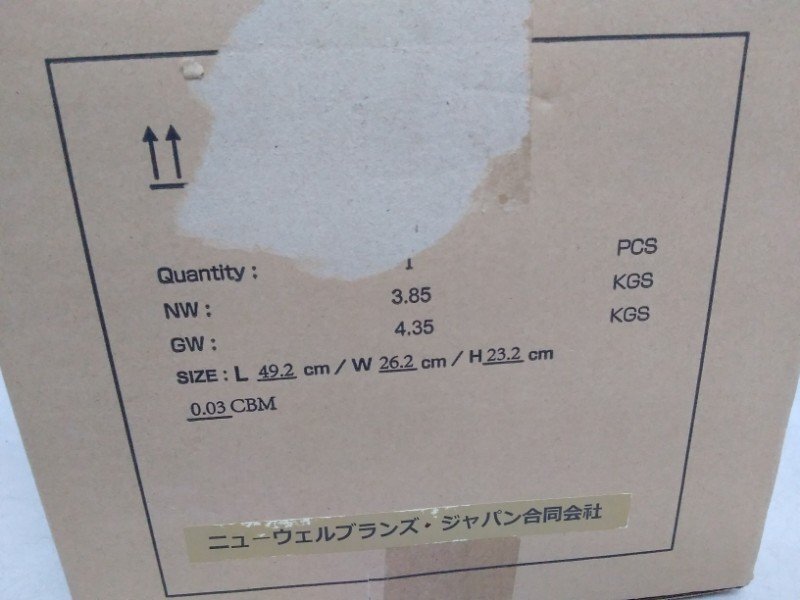 Quantity : 1 PCS
NW : 3.85 KGS
GW : 4.35 KGS
SIZE : L 49.2 cm / W 26.2 cm / H 23.2 cm
0.03 CBM
ニューウェルブランズ・ジャパン合同会社